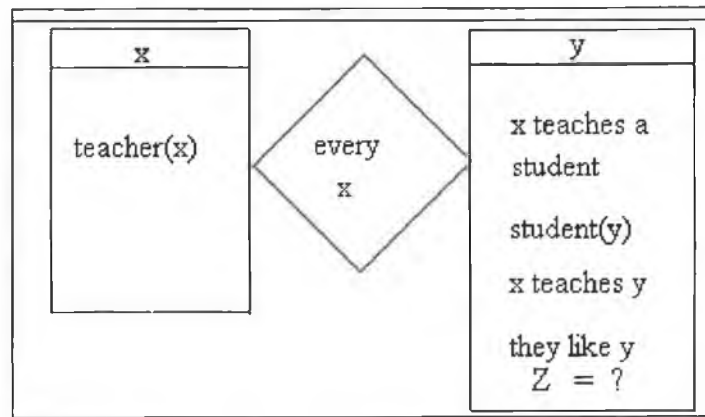 x
teacher(x)
every
x
y
x teaches a
student
student(y)
x teaches y
they like y
Z = ?